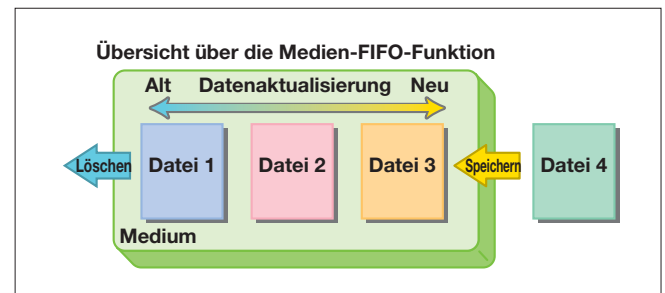 Übersicht über die Medien-FIFO-Funktion
Alt Datenaktualisierung Neu
Löschen Datei 1 Datei 2 Datei 3 Speichern Datei 4
Medium